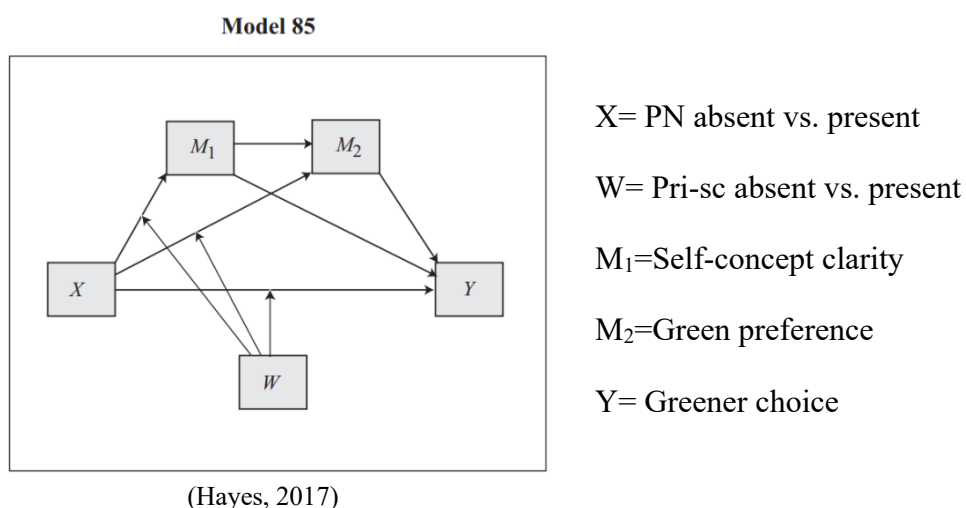 Model 85
M₁
M₂
X
Y
W
X= PN absent vs. present
W= Pri-sc absent vs. present
M₁=Self-concept clarity
M₂=Green preference
Y= Greener choice
(Hayes, 2017)